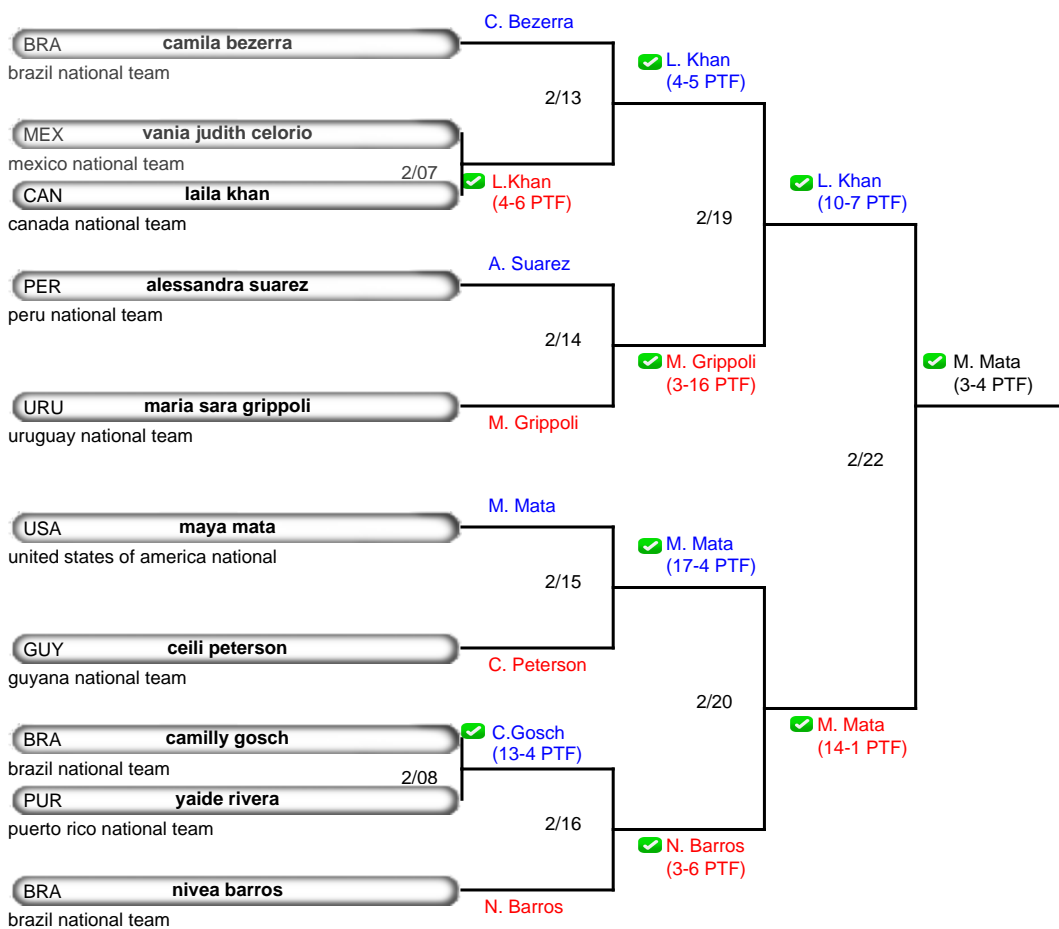 C. Bezerra
BRA camila bezerra
brazil national team
L. Khan
(4-5 PTF)
2/13
MEX vania judith celorio
mexico national team
2/07
CAN laila khan
canada national team
L.Khan
(4-6 PTF)
L. Khan
(10-7 PTF)
2/19
A. Suarez
PER alessandra suarez
peru national team
2/14
M. Grippoli
(3-16 PTF)
URU maria sara grippoli
uruguay national team
M. Grippoli
M. Mata
(3-4 PTF)
2/22
M. Mata
USA maya mata
united states of america national
M. Mata
(17-4 PTF)
2/15
GUY ceili peterson
guyana national team
C. Peterson
2/20
BRA camilly gosch
brazil national team
C.Gosch
(13-4 PTF)
M. Mata
(14-1 PTF)
2/08
PUR yaide rivera
puerto rico national team
2/16
N. Barros
(3-6 PTF)
BRA nivea barros
brazil national team
N. Barros